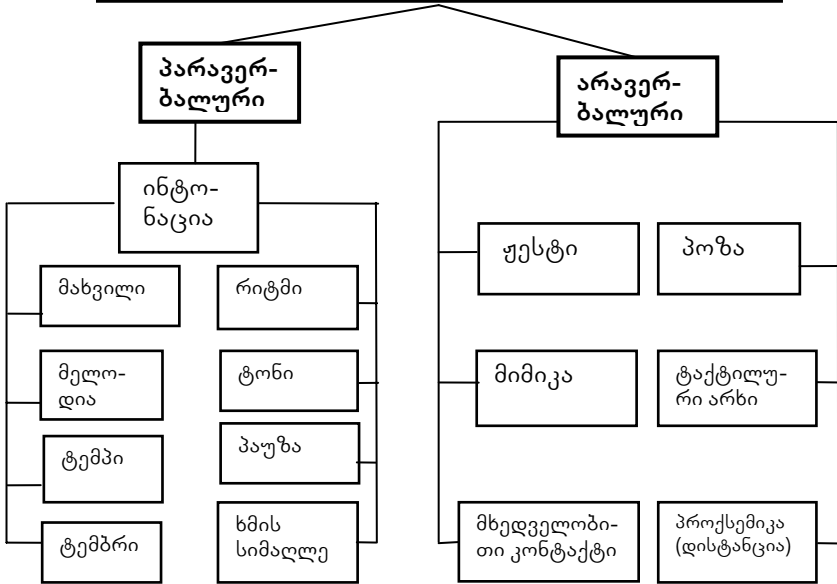 პარავერ-
ბალური
არავერ-
ბალური
ინტო-
ნაცია
მახვილი
რიტმი
მელო-
დია
ტონი
ტემპი
პაუზა
ტემბრი
ხმის
სიმაღლე
ჟესტი
პოზა
მიმიკა
ტაქტილუ-
რი არხი
მხედველობი-
თი კონტაქტი
პროქსემიკა
(დისტანცია)